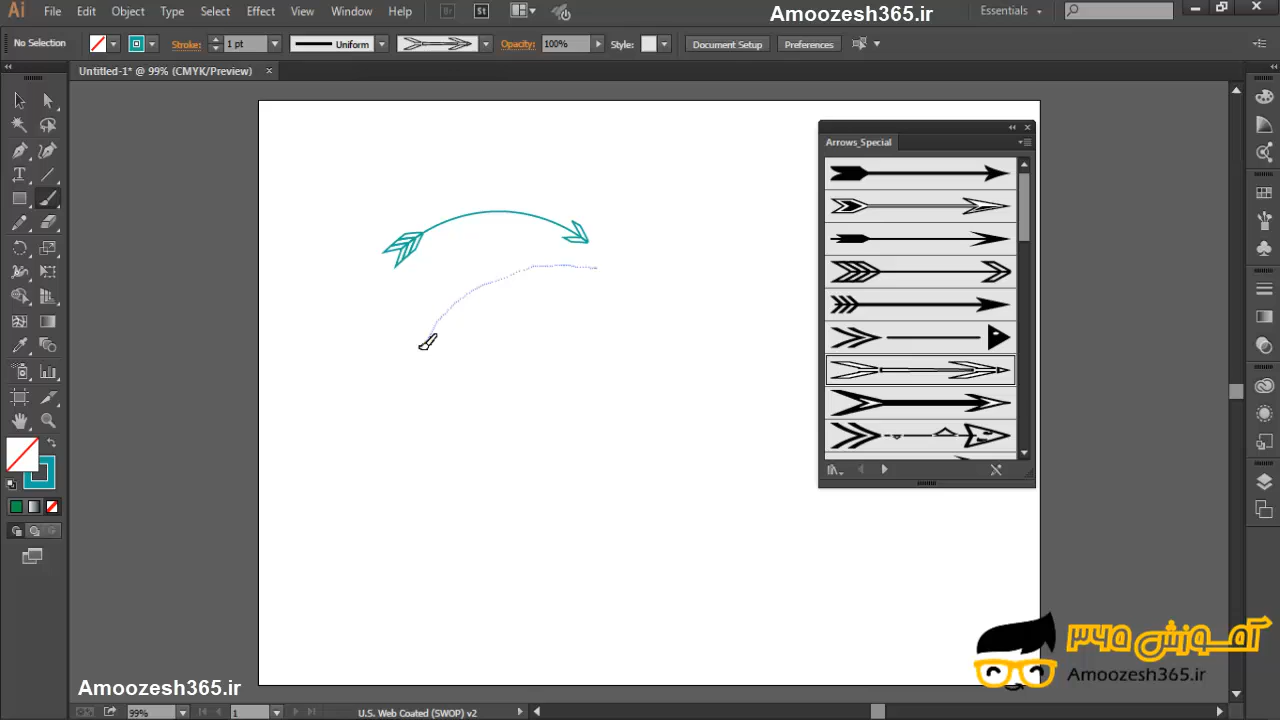 Ai File Edit Object Type Select Effect View Window Help Br St Amoozesh365.ir Essentials
No Selection Stroke: 1 pt Uniform Opacity: 100% Style: Document Setup Preferences
Untitled-1* @ 99% (CMYK/Preview)
Arrows_Special
آموزش ۳۶۵
Amoozesh365.ir
Amoozesh365.ir
99% 1 U.S. Web Coated (SWOP) v2